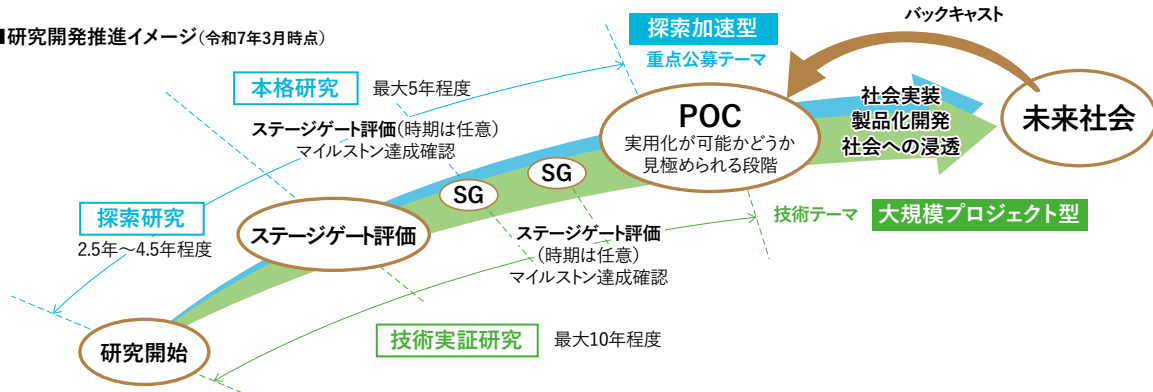 ■研究開発推進イメージ(令和7年3月時点)
バックキャスト
探索加速型
重点公募テーマ
本格研究 最大5年程度
ステージゲート評価(時期は任意)
マイルストン達成確認
POC
実用化が可能かどうか
見極められる段階
社会実装
製品化開発
社会への浸透
未来社会
SG
SG
探索研究
2.5年〜4.5年程度
ステージゲート評価
ステージゲート評価
(時期は任意)
マイルストン達成確認
技術テーマ 大規模プロジェクト型
研究開始
技術実証研究 最大10年程度